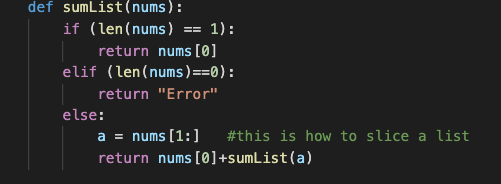 def sumList(nums):
    if (len(nums) == 1):
        return nums[0]
    elif (len(nums)==0):
        return "Error"
    else:
        a = nums[1:]   #this is how to slice a list
        return nums[0]+sumList(a)